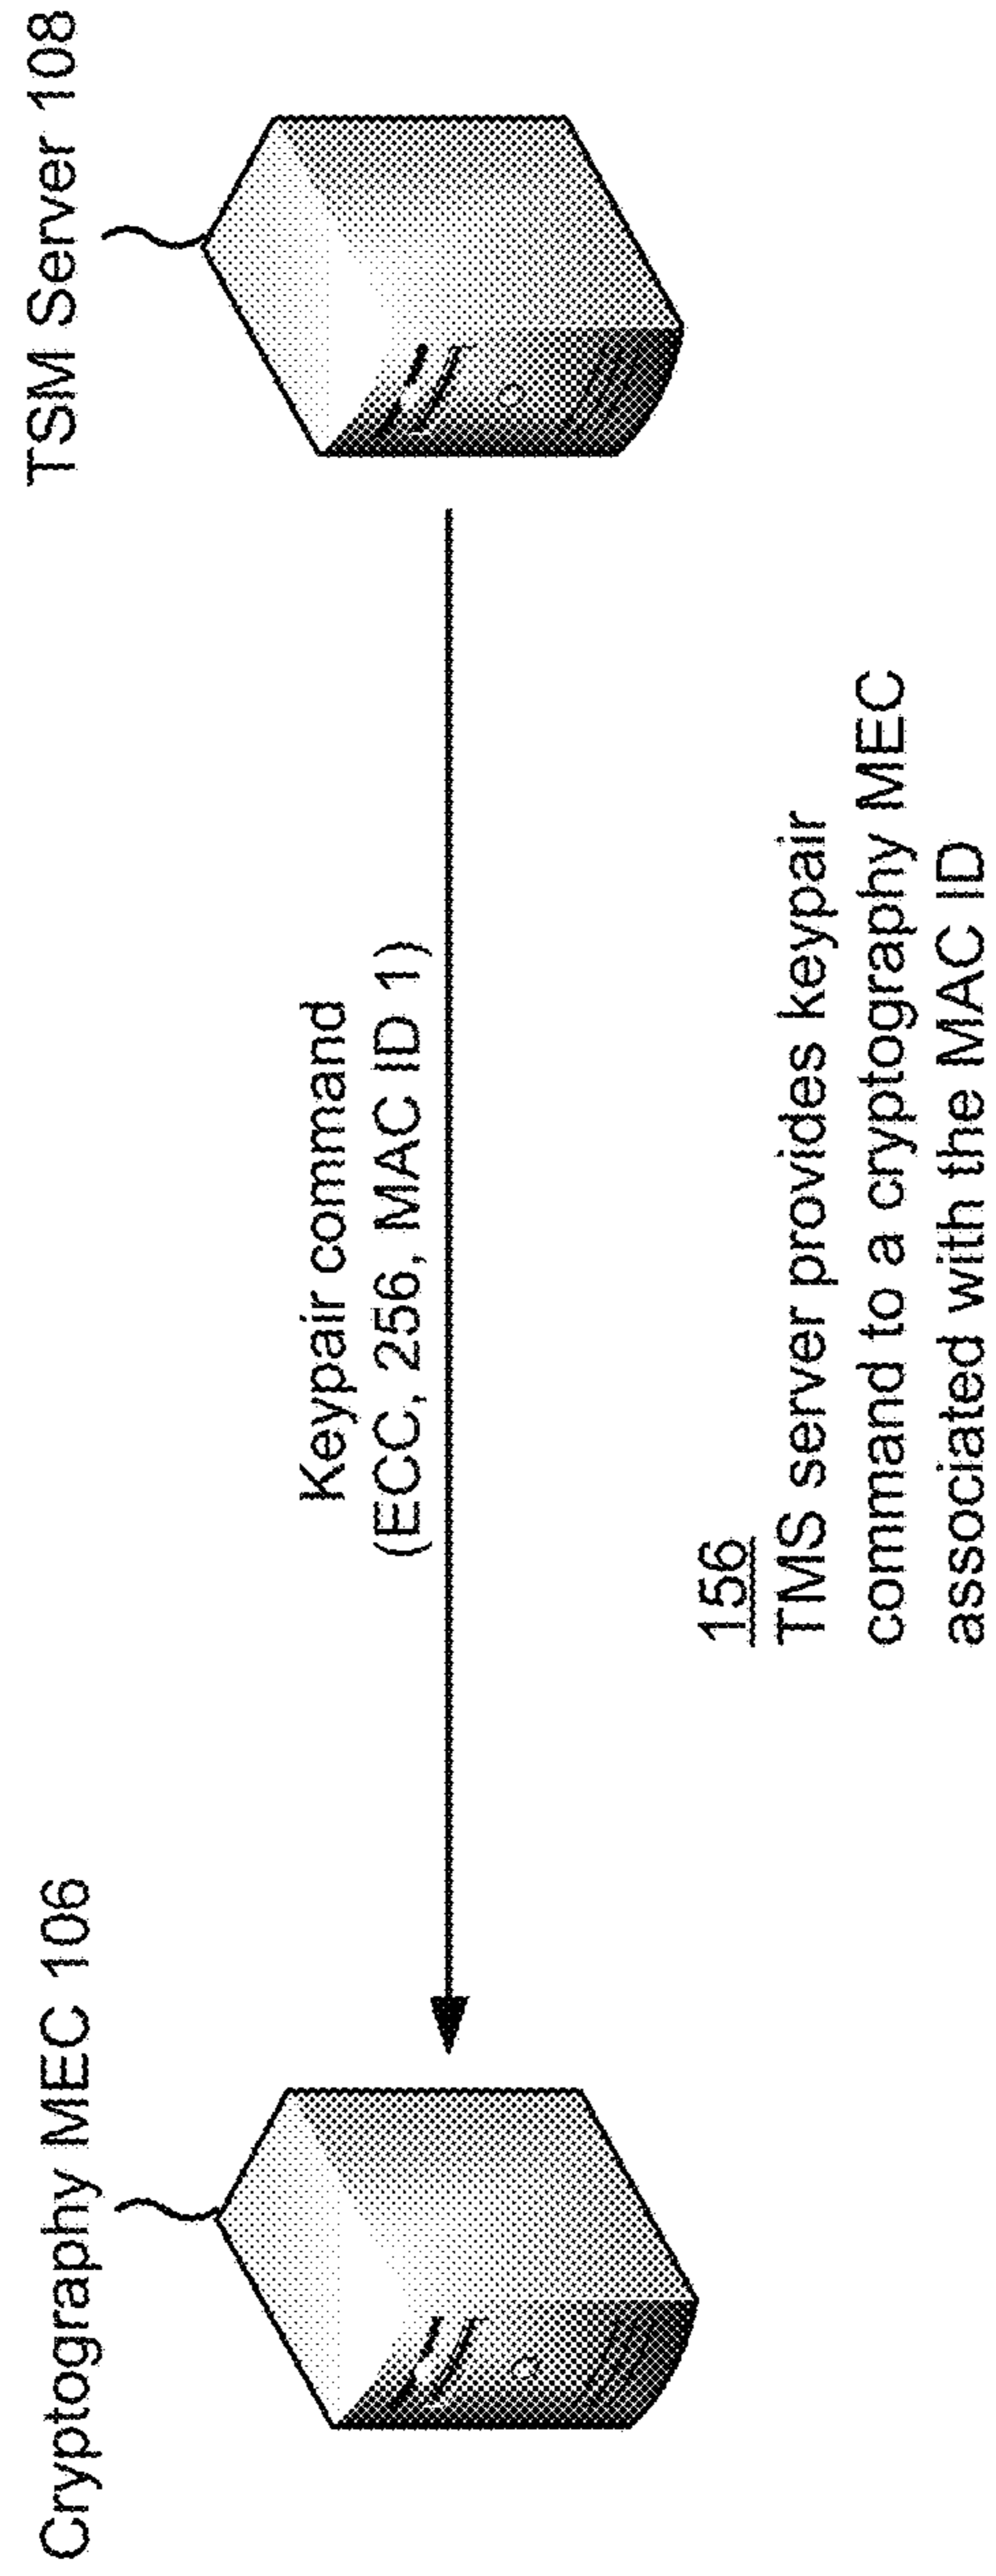 Cryptography MEC 106
TSM Server 108
Keypair command
(ECC, 256, MAC ID 1)
156
TMS server provides keypair
command to a cryptography MEC
associated with the MAC ID